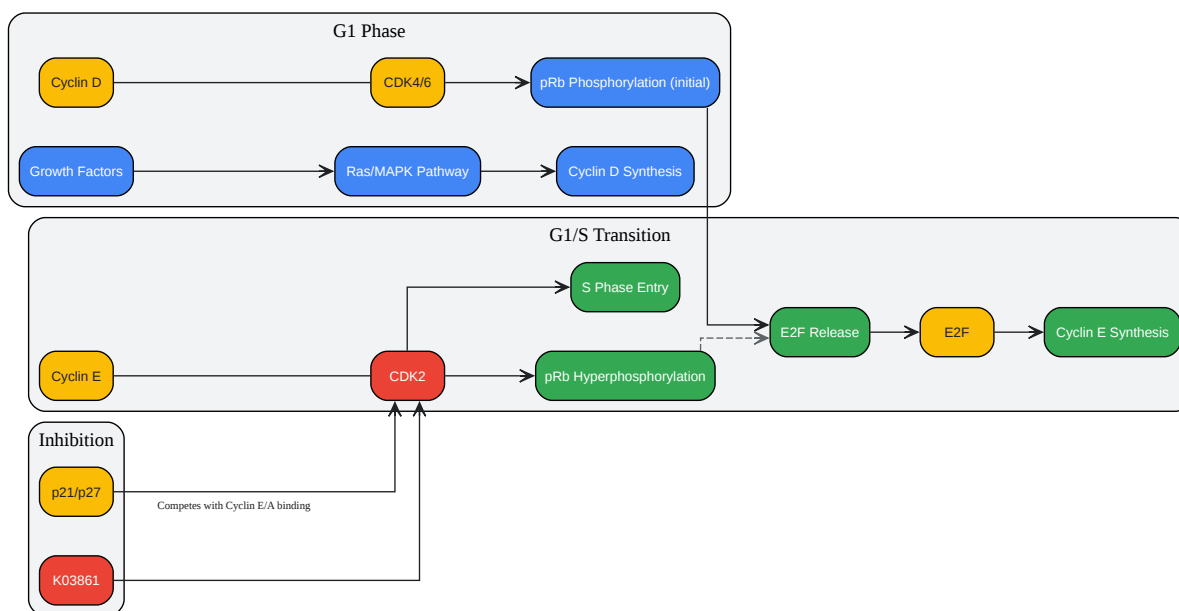 G1 Phase
Cyclin D
CDK4/6
pRb Phosphorylation (initial)
Growth Factors
Ras/MAPK Pathway
Cyclin D Synthesis
G1/S Transition
S Phase Entry
E2F Release
E2F
Cyclin E Synthesis
Cyclin E
CDK2
pRb Hyperphosphorylation
Inhibition
p21/p27
Competes with Cyclin E/A binding
K03861